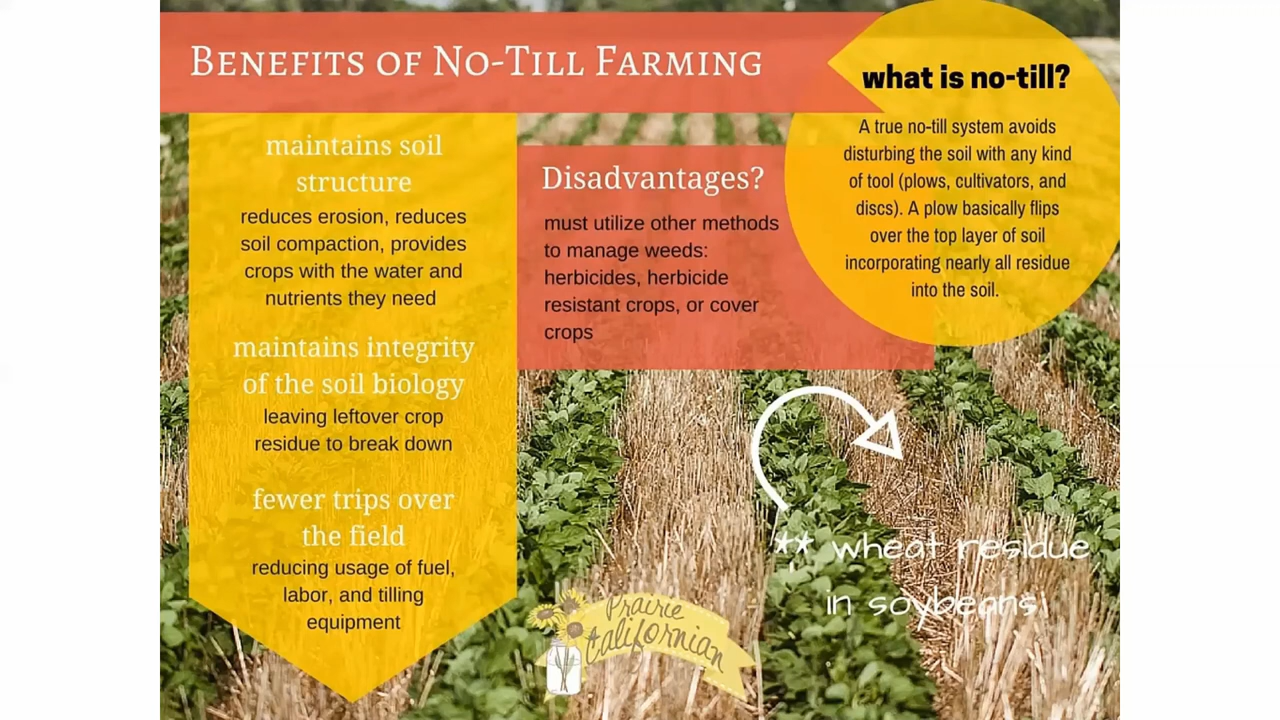 BENEFITS OF NO-TILL FARMING
what is no-till?
A true no-till system avoids
disturbing the soil with any kind
of tool (plows, cultivators, and
discs). A plow basically flips
over the top layer of soil
incorporating nearly all residue
into the soil.
maintains soil
structure
reduces erosion, reduces
soil compaction, provides
crops with the water and
nutrients they need
maintains integrity
of the soil biology
leaving leftover crop
residue to break down
fewer trips over
the field
reducing usage of fuel,
labor, and tilling
equipment
Disadvantages?
must utilize other methods
to manage weeds:
herbicides, herbicide
resistant crops, or cover
crops
** wheat residue
in soybeans
Prairie
Californian